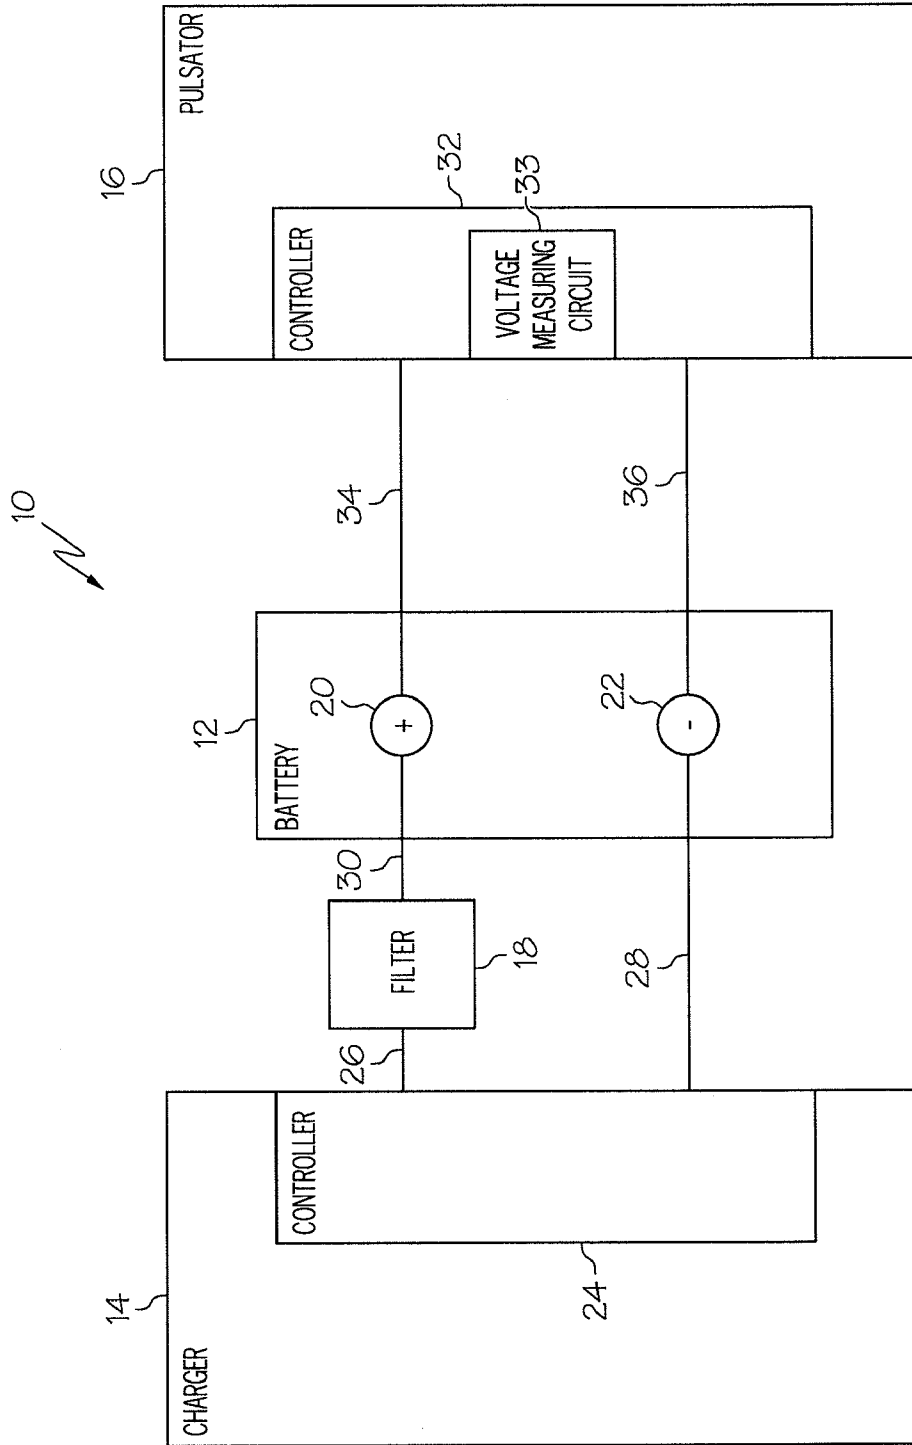 10
14
CHARGER
CONTROLLER
24
26
FILTER
18
30
28
12
BATTERY
20
+
22
-
34
36
16
PULSATOR
32
CONTROLLER
33
VOLTAGE
MEASURING
CIRCUIT